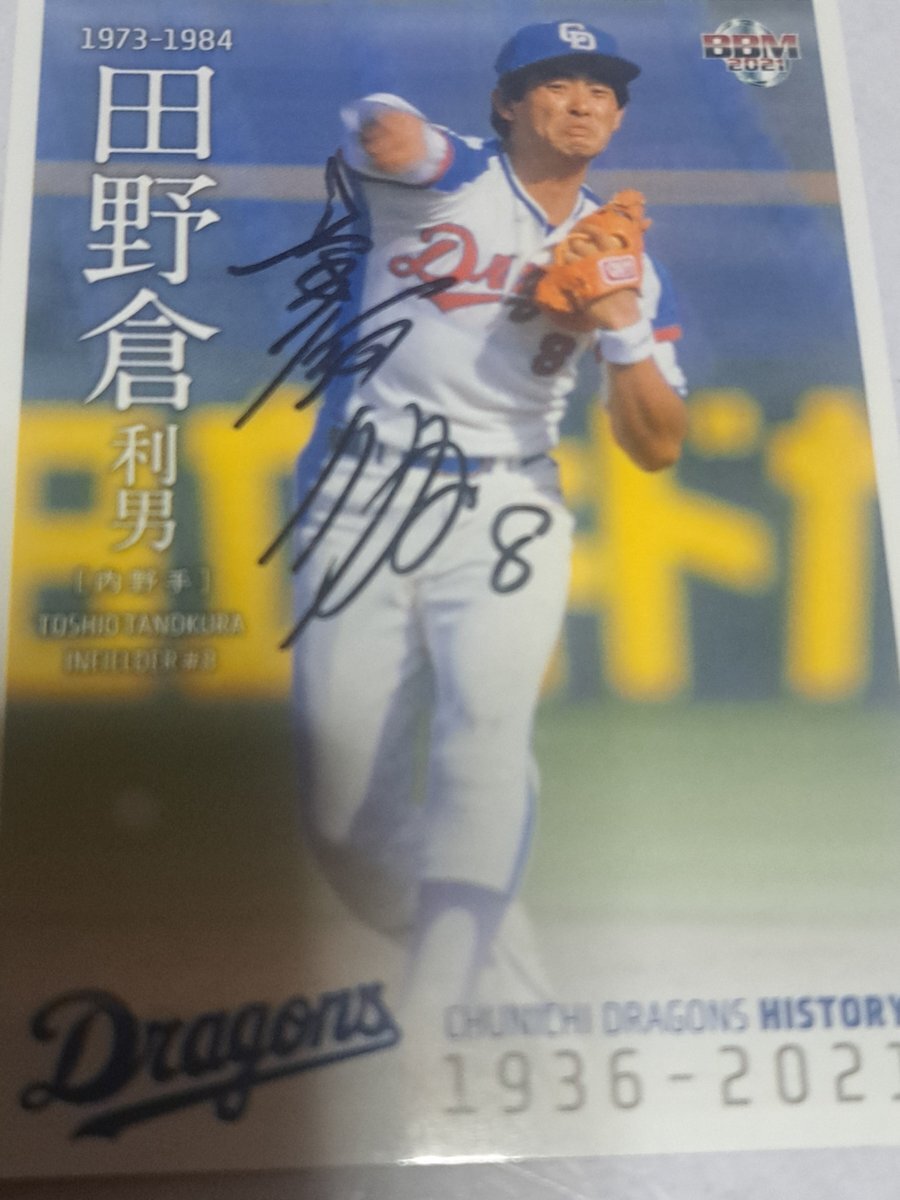 1973-1984
BBM
2021
田野倉 利男
[内野手]
TOSHIO TANOKURA
INFIELDER #8
8
8
Dragons
CHUNICHI DRAGONS HISTORY
1936-2021